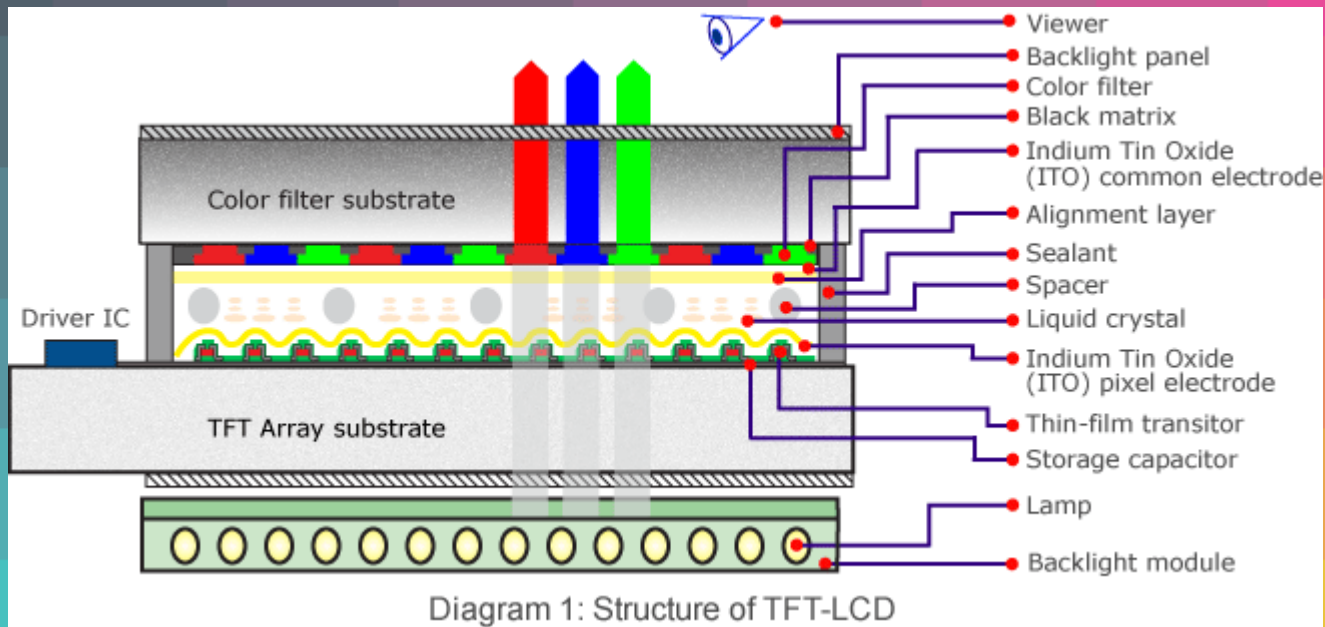 Viewer
Backlight panel
Color filter
Black matrix
Indium Tin Oxide
(ITO) common electrode
Alignment layer
Sealant
Spacer
Liquid crystal
Indium Tin Oxide
(ITO) pixel electrode
Thin-film transitor
Storage capacitor
Lamp
Backlight module
Color filter substrate
Driver IC
TFT Array substrate
Diagram 1: Structure of TFT-LCD